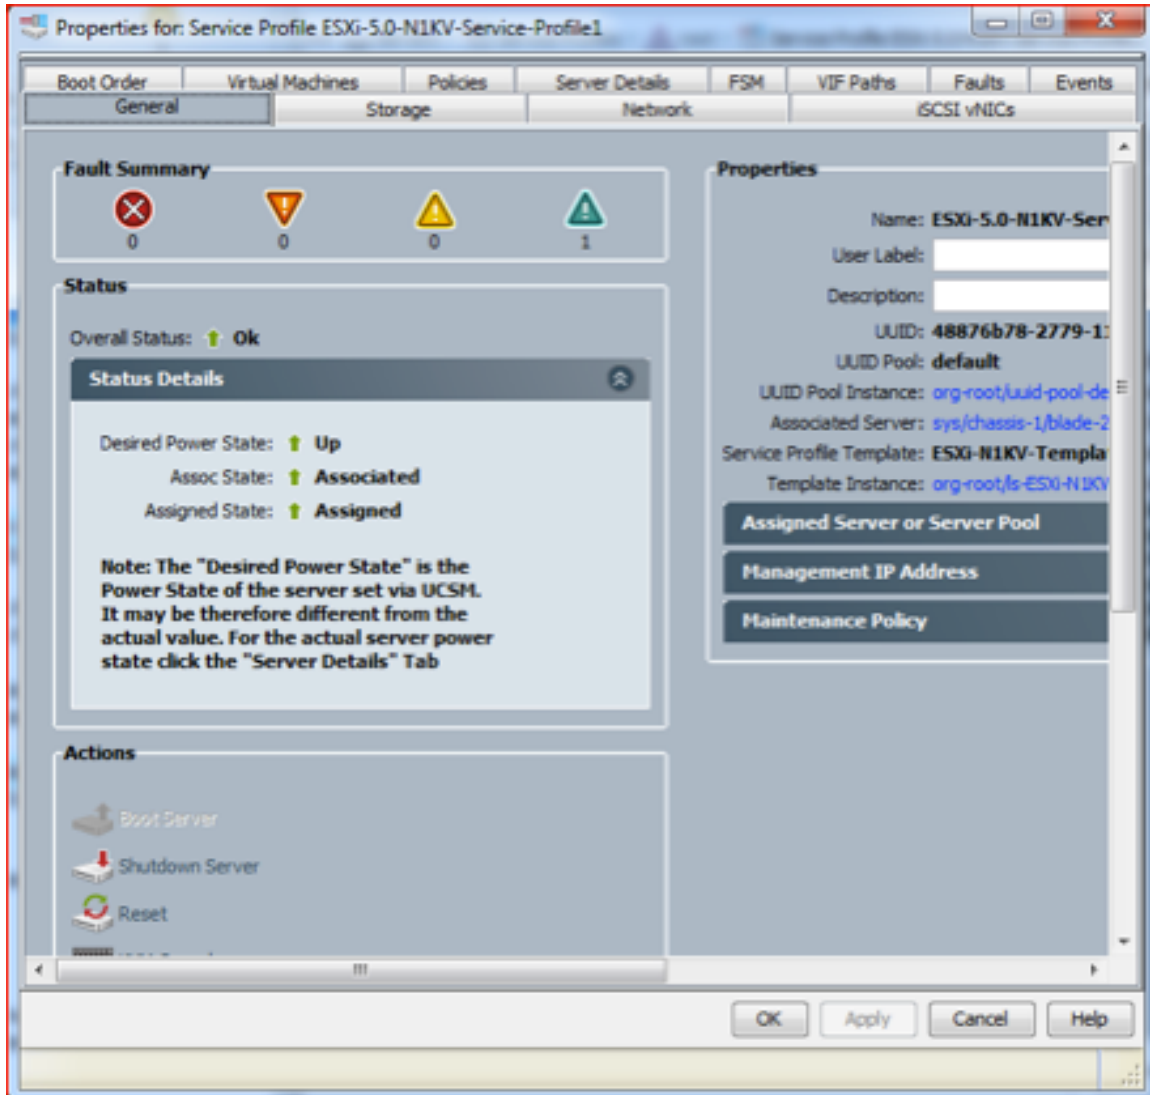 Properties for: Service Profile ESXi-5.0-N1KV-Service-Profile1
Boot Order Virtual Machines Policies Server Details FSM VIF Paths Faults Events
General Storage Network iSCSI vNICs
Fault Summary
0 0 0 1
Status
Overall Status: Ok
Status Details
Desired Power State: Up
Assoc State: Associated
Assigned State: Assigned
Note: The "Desired Power State" is the
Power State of the server set via UCSM.
It may be therefore different from the
actual value. For the actual server power
state click the "Server Details" Tab
Actions
Boot Server
Shutdown Server
Reset
Properties
Name: ESXi-5.0-N1KV-Ser
User Label:
Description:
UUID: 48876b78-2779-11
UUID Pool: default
UUID Pool Instance: org-root/uuid-pool-de
Associated Server: sys/chassis-1/blade-2
Service Profile Template: ESXi-N1KV-Templa
Template Instance: org-root/ls-ESXi-N1KV
Assigned Server or Server Pool
Management IP Address
Maintenance Policy
OK Apply Cancel Help